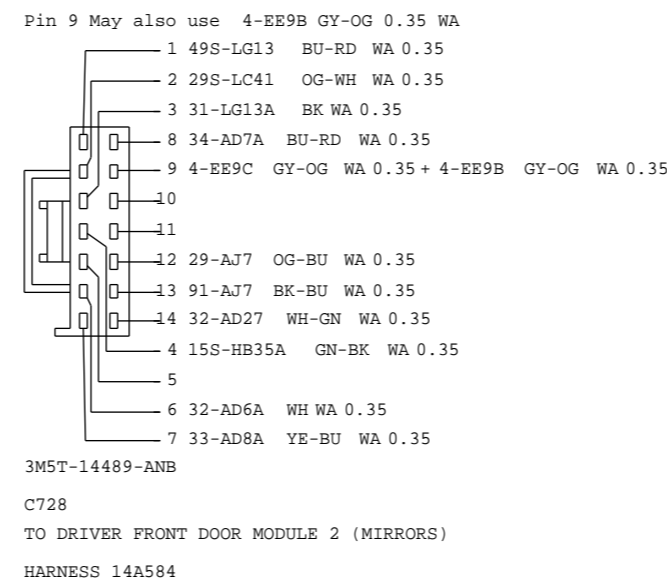 Pin 9 May also use 4-EE9B GY-OG 0.35 WA
1 49S-LG13 BU-RD WA 0.35
2 29S-LC41 OG-WH WA 0.35
3 31-LG13A BK WA 0.35
8 34-AD7A BU-RD WA 0.35
9 4-EE9C GY-OG WA 0.35 + 4-EE9B GY-OG WA 0.35
10
11
12 29-AJ7 OG-BU WA 0.35
13 91-AJ7 BK-BU WA 0.35
14 32-AD27 WH-GN WA 0.35
4 15S-HB35A GN-BK WA 0.35
5
6 32-AD6A WH WA 0.35
7 33-AD8A YE-BU WA 0.35
3M5T-14489-ANB
C728
TO DRIVER FRONT DOOR MODULE 2 (MIRRORS)
HARNESS 14A584